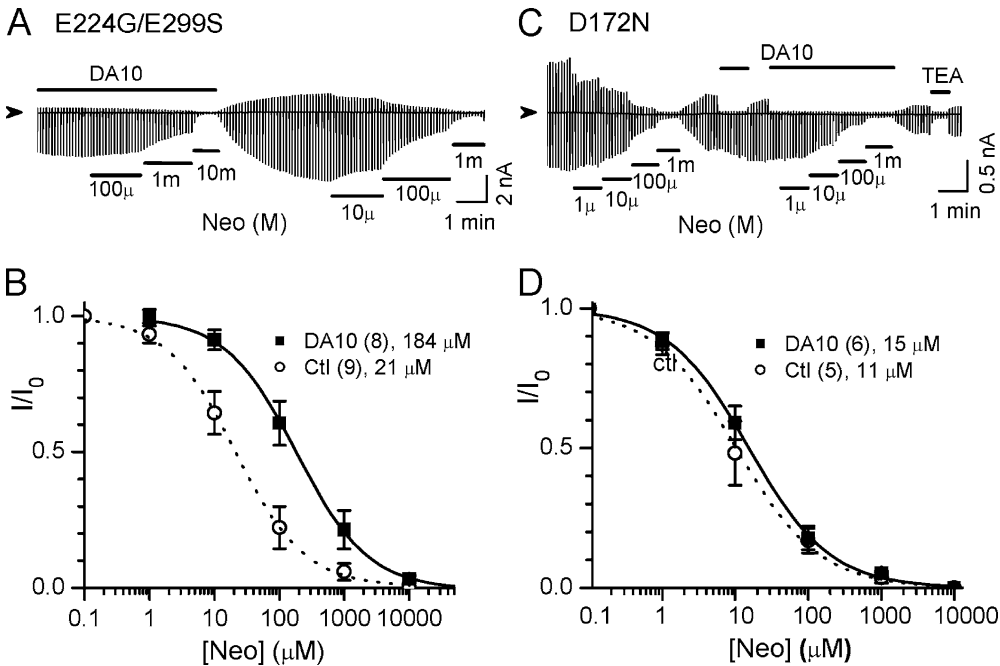 A E224G/E299S
DA10
100μ
1m
10m
10μ
100μ
1m
2 nA
1 min
Neo (M)
C D172N
DA10
TEA
1μ
10μ
100μ
1m
1μ
10μ
100μ
1m
0.5 nA
1 min
Neo (M)
B
1.0
0.5
0.0
I/I0
DA10 (8), 184 μM
Ctl (9), 21 μM
0.1 1 10 100 1000 10000
[Neo] (μM)
D
1.0
0.5
0.0
I/I0
Ctl
DA10 (6), 15 μM
Ctl (5), 11 μM
0.1 1 10 100 1000 10000
[Neo] (μM)